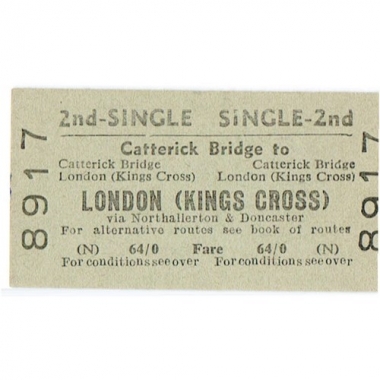 2nd-SINGLE SINGLE-2nd
Catterick Bridge to
Catterick Bridge Catterick Bridge
London (Kings Cross) London (Kings Cross)
LONDON (KINGS CROSS)
via Northallerton & Doncaster
For alternative routes see book of routes
(N) 64/0 Fare 64/0 (N)
For conditions see over For conditions see over
8917
8917